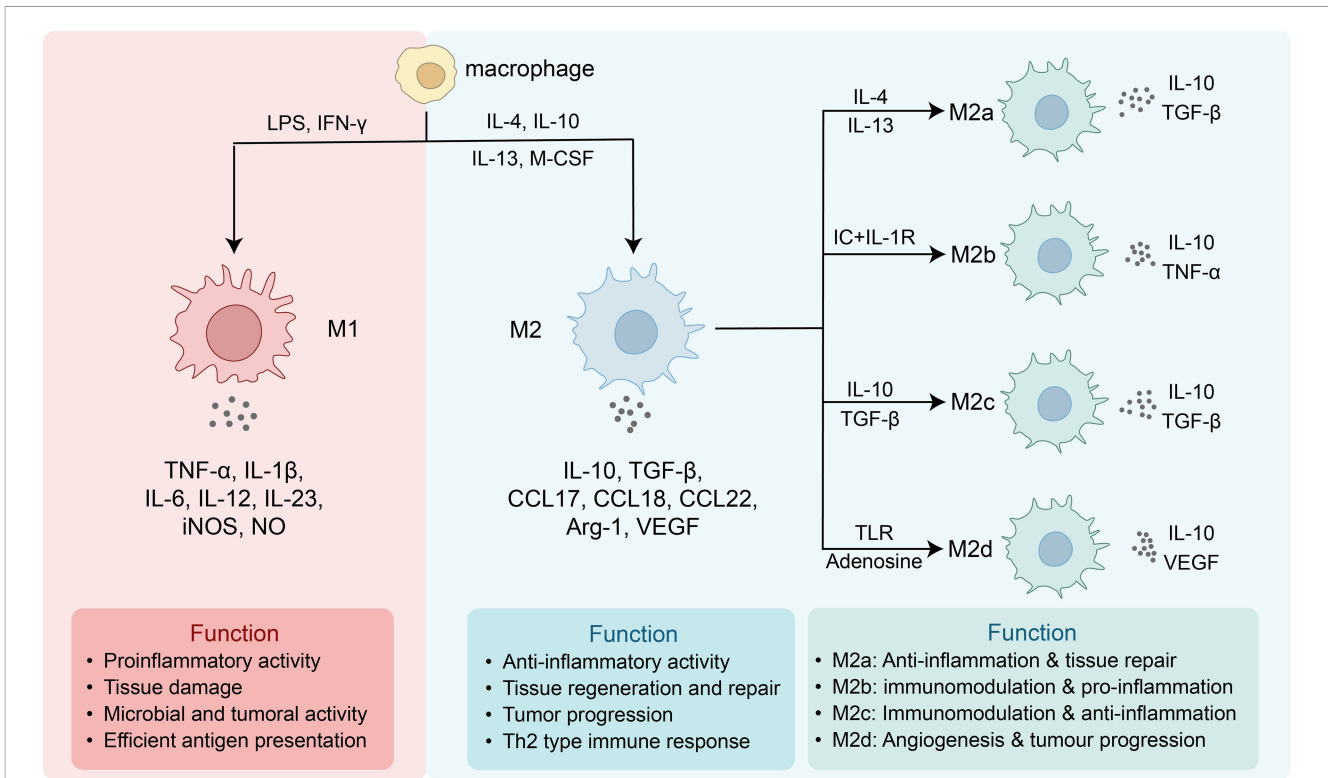 macrophage
LPS, IFN-γ
IL-4, IL-10
IL-13, M-CSF
M1
TNF-α, IL-1β,
IL-6, IL-12, IL-23,
iNOS, NO
M2
IL-10, TGF-β,
CCL17, CCL18, CCL22,
Arg-1, VEGF
IL-4
IL-13
M2a
IL-10
TGF-β
IC+IL-1R
M2b
IL-10
TNF-α
IL-10
TGF-β
M2c
IL-10
TGF-β
TLR
Adenosine
M2d
IL-10
VEGF
Function
• Proinflammatory activity
• Tissue damage
• Microbial and tumoral activity
• Efficient antigen presentation
Function
• Anti-inflammatory activity
• Tissue regeneration and repair
• Tumor progression
• Th2 type immune response
Function
• M2a: Anti-inflammation & tissue repair
• M2b: immunomodulation & pro-inflammation
• M2c: Immunomodulation & anti-inflammation
• M2d: Angiogenesis & tumour progression